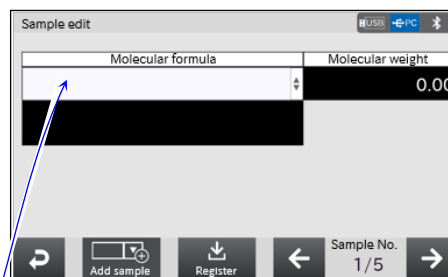 Sample edit
USB PC
Molecular formula Molecular weight
0.00
Add sample
Register
Sample No.
1/5